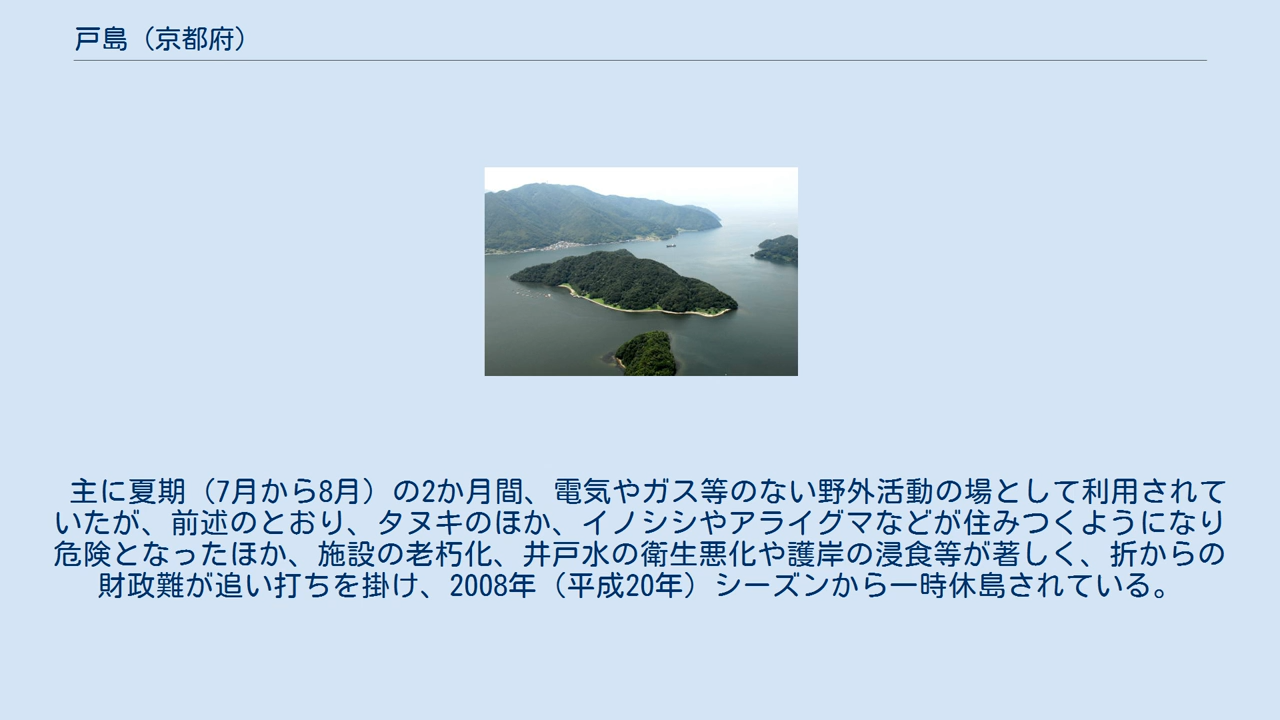 戸島（京都府）
主に夏期（7月から8月）の2か月間、電気やガス等のない野外活動の場として利用されて
いたが、前述のとおり、タヌキのほか、イノシシやアライグマなどが住みつくようになり
危険となったほか、施設の老朽化、井戸水の衛生悪化や護岸の浸食等が著しく、折からの
財政難が追い打ちを掛け、2008年（平成20年）シーズンから一時休島されている。